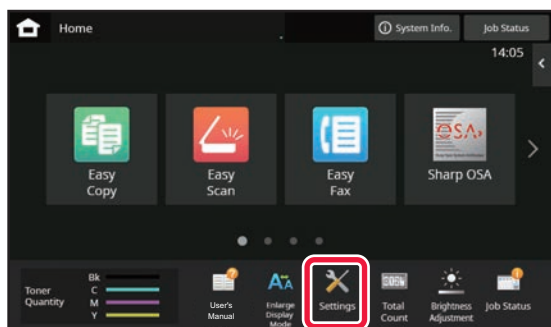 Home
System Info.
Job Status
14:05
Easy
Copy
Easy
Scan
Easy
Fax
OSA
Sharp OSA
Toner
Quantity
Bk
C
M
Y
User's
Manual
Enlarge
Display
Mode
Settings
Total
Count
Brightness
Adjustment
Job Status